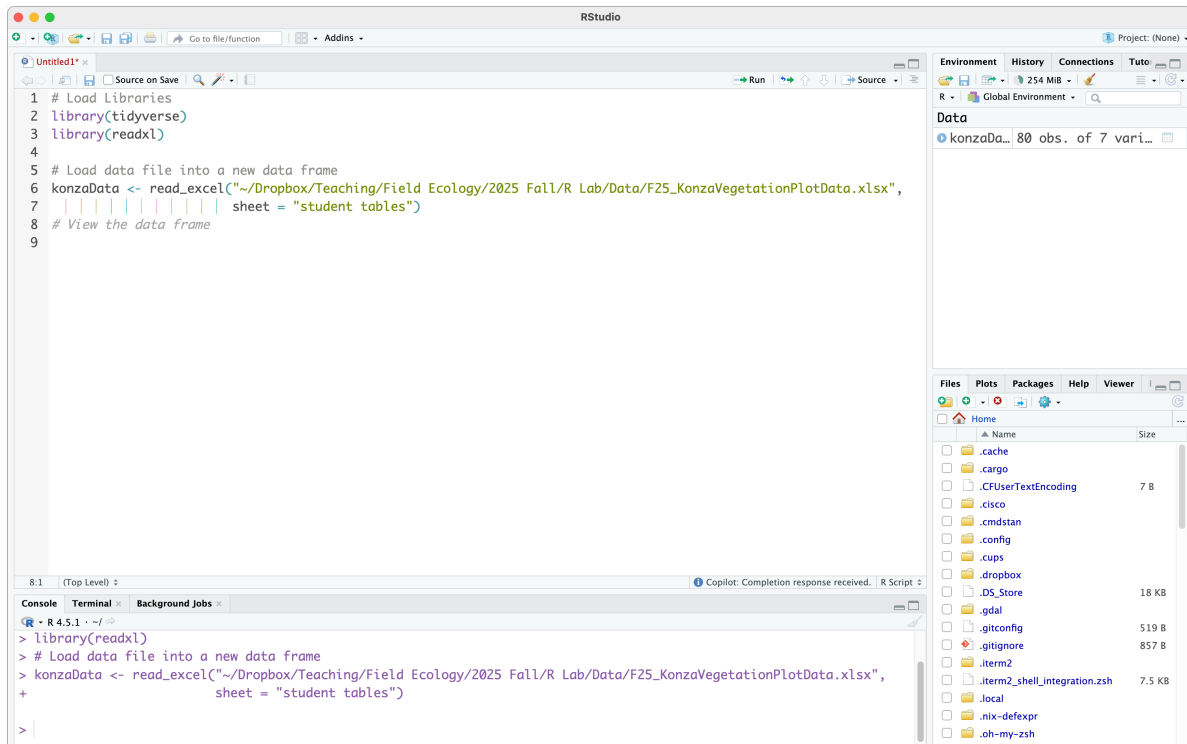 RStudio
Go to file/function
Addins
Project: (None)
Untitled1*
Source on Save
Run
Source
1 # Load Libraries
2 library(tidyverse)
3 library(readxl)
4
5 # Load data file into a new data frame
6 konzaData <- read_excel("~/Dropbox/Teaching/Field Ecology/2025 Fall/R Lab/Data/F25_KonzaVegetationPlotData.xlsx",
7 sheet = "student tables")
8 # View the data frame
9
8:1 (Top Level) Copilot: Completion response received. R Script
Console Terminal Background Jobs
R 4.5.1 · ~/
> library(readxl)
> # Load data file into a new data frame
> konzaData <- read_excel("~/Dropbox/Teaching/Field Ecology/2025 Fall/R Lab/Data/F25_KonzaVegetationPlotData.xlsx",
+ sheet = "student tables")
>
Environment History Connections Tuto
254 MiB
R Global Environment
Data
konzaDa... 80 obs. of 7 vari...
Files Plots Packages Help Viewer
Home ...
Name Size
.cache
.cargo
.CFUserTextEncoding 7 B
.cisco
.cmdstan
.config
.cups
.dropbox
.DS_Store 18 KB
.gdal
.gitconfig 519 B
.gitignore 857 B
.iterm2
.iterm2_shell_integration.zsh 7.5 KB
.local
.nix-defexpr
.oh-my-zsh